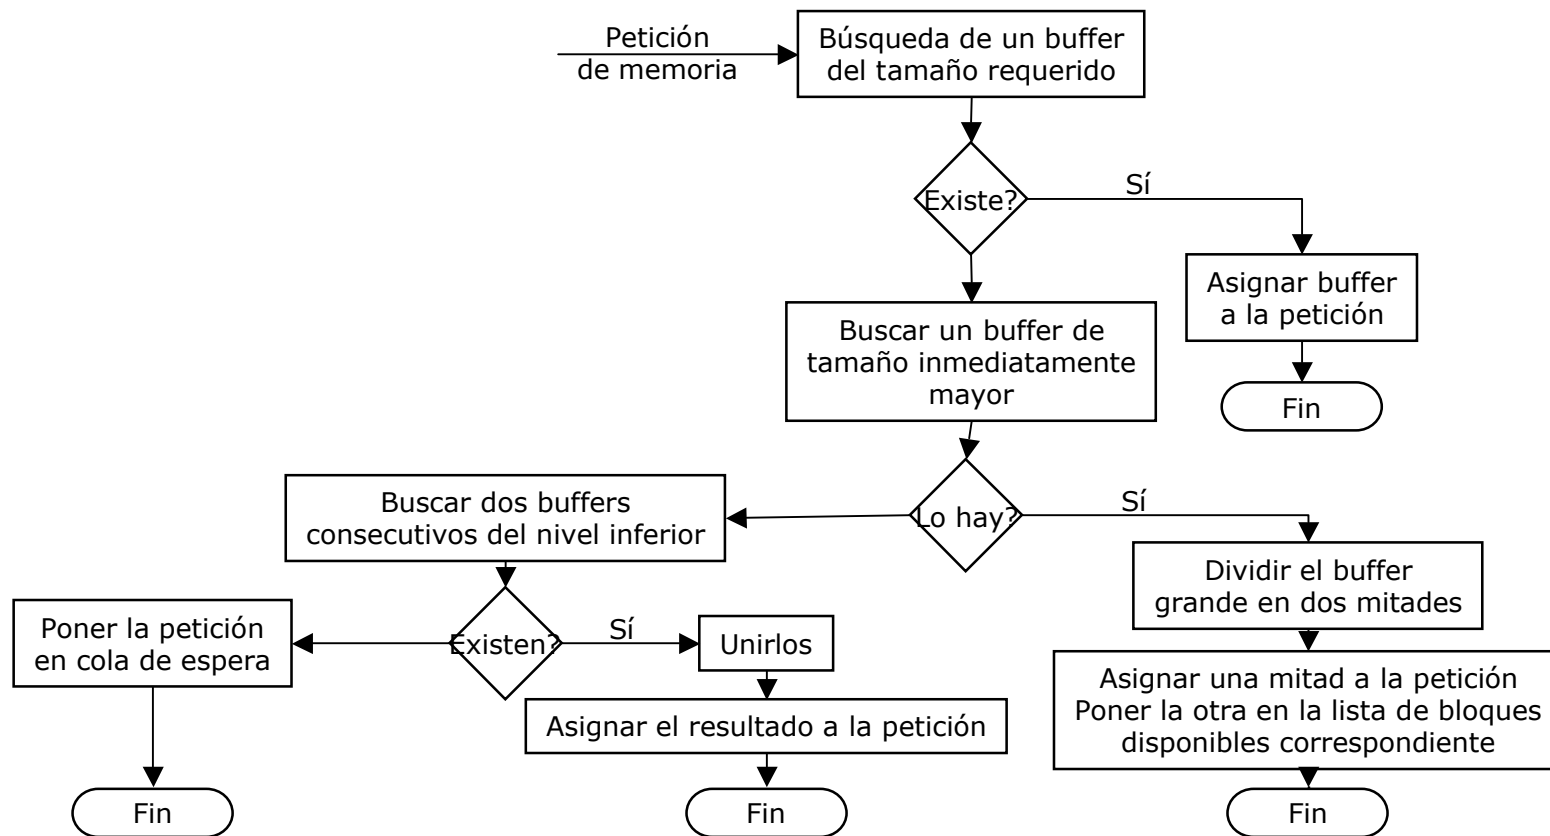 Petición
de memoria
Búsqueda de un buffer
del tamaño requerido
Existe?
Sí
Asignar buffer
a la petición
Fin
Buscar un buffer de
tamaño inmediatamente
mayor
Lo hay?
Sí
Buscar dos buffers
consecutivos del nivel inferior
Dividir el buffer
grande en dos mitades
Existen?
Sí
Poner la petición
en cola de espera
Unirlos
Asignar una mitad a la petición
Poner la otra en la lista de bloques
disponibles correspondiente
Asignar el resultado a la petición
Fin
Fin
Fin